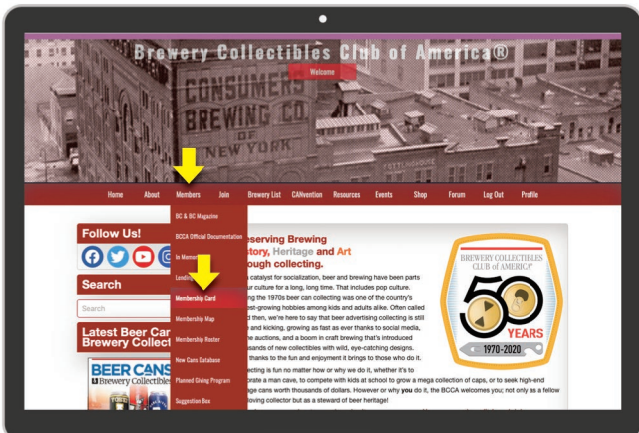 Brewery Collectibles Club of America®
Welcome
CONSUMERS
BREWING CO.
OF
NEW YORK
Home About Members Join Brewery List CANvention Resources Events Shop Forum Log Out Profile
BC & BC Magazine
BCCA Official Documentation
In Memor
Lending
Membership Card
Membership Map
Membership Roster
New Cans Database
Planned Giving Program
Suggestion Box
Follow Us!
Search
Search
Latest Beer Can
Brewery Collect
BEER CANS
& Brewery Collectibles
eserving Brewing
tory, Heritage and Art
ough collecting.
catalyst for socialization, beer and brewing have been parts
ur culture for a long, long time. That includes pop culture.
ng the 1970s beer can collecting was one of the country's
est-growing hobbies among kids and adults alike. Often called
d then, we're here to say that beer advertising collecting is still
e and kicking, growing as fast as ever thanks to social media,
ne auctions, and a boom in craft brewing that's introduced
usands of new collectibles with wild, eye-catching designs.
thanks to the fun and enjoyment it brings to those who do it.
ecting is fun no matter how or why we do it, whether it's to
orate a man cave, to compete with kids at school to grow a mega collection of caps, or to seek high-end
age cans worth thousands of dollars. However or why you do it, the BCCA welcomes you; not only as a fellow
loving collector but as a steward of beer heritage!
BREWERY COLLECTIBLES
CLUB of AMERICA®
50
YEARS
1970-2020